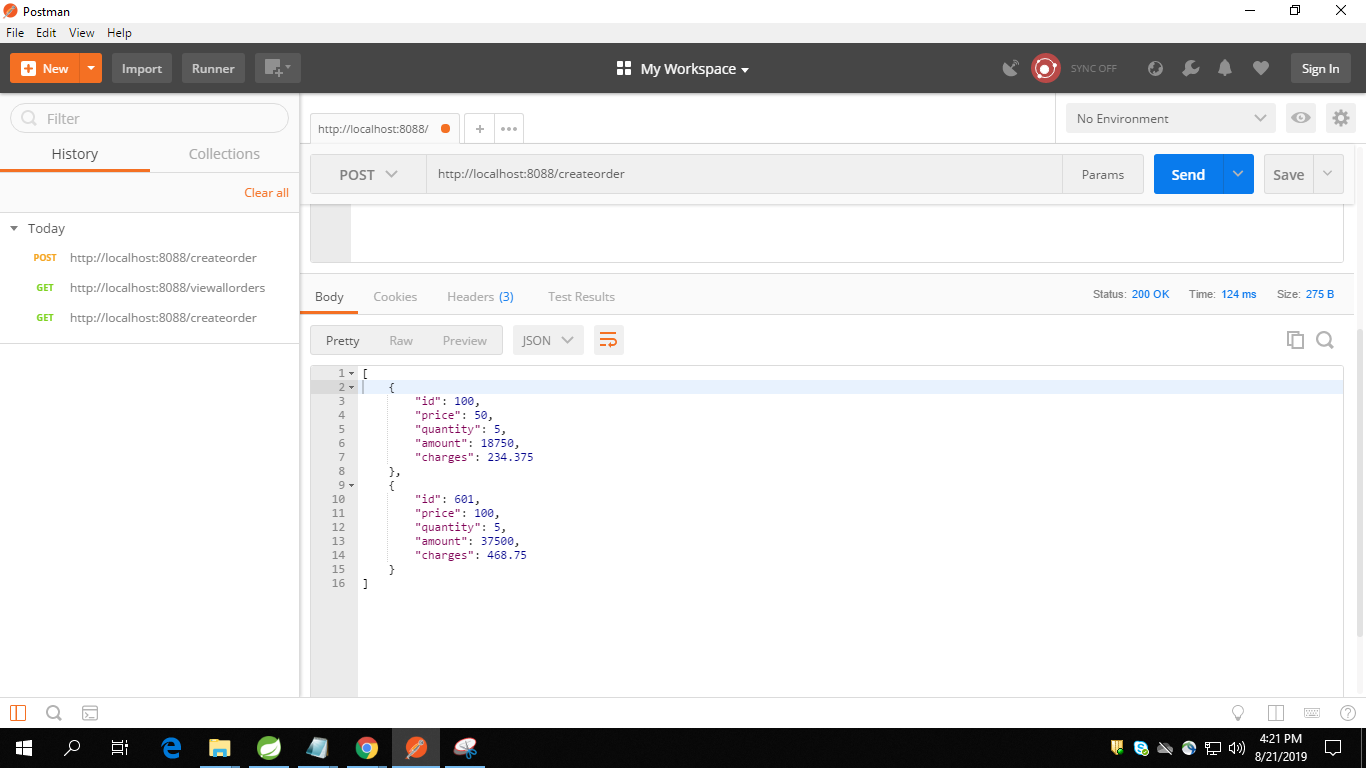 Postman
File Edit View Help
New Import Runner My Workspace SYNC OFF Sign In
Filter
History Collections
Clear all
Today
POST http://localhost:8088/createorder
GET http://localhost:8088/viewallorders
GET http://localhost:8088/createorder
http://localhost:8088/ + ••• No Environment
POST http://localhost:8088/createorder Params Send Save
Body Cookies Headers (3) Test Results Status: 200 OK Time: 124 ms Size: 275 B
Pretty Raw Preview JSON
1 [
2 {
3 "id": 100,
4 "price": 50,
5 "quantity": 5,
6 "amount": 18750,
7 "charges": 234.375
8 },
9 {
10 "id": 601,
11 "price": 100,
12 "quantity": 5,
13 "amount": 37500,
14 "charges": 468.75
15 }
16 ]
4:21 PM
8/21/2019